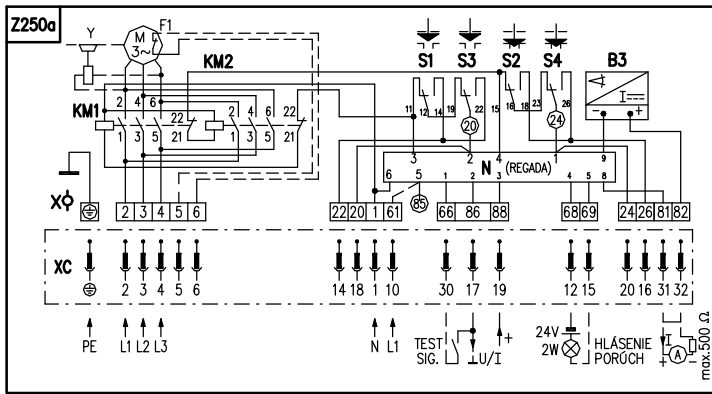 Z250a
Y
M
3~
F1
KM2
S1 S3 S2 S4 B3
KM1
2 4 6 22 2 4 6 22
1 3 5 21 1 3 5 21
11 12 14 19 20 22 15 16 18 23 24 26
I
- +
3 2 4 1 9
N (REGADA)
6 5 1 2 3 4 5 8
85
X
2 3 4 5 6 22 20 1 61 66 86 88 68 69 24 26 81 82
XC
2 3 4 5 6 14 18 1 10 30 17 19 12 15 20 16 31 32
PE L1 L2 L3 N L1
TEST
SIG.
U/I
+
24V
2W
HLÁSENIE
PORÚCH
I
A
+ -
max.500 Ω